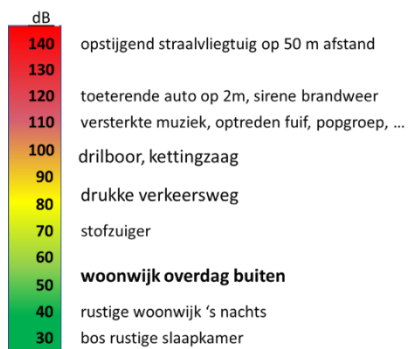 dB
140 opstijgend straalvliegtuig op 50 m afstand
130
120 toeterende auto op 2m, sirene brandweer
110 versterkte muziek, optreden fuif, popgroep, ...
100 drilboor, kettingzaag
90
80 drukke verkeersweg
70 stofzuiger
60
50 woonwijk overdag buiten
40 rustige woonwijk ‘s nachts
30 bos rustige slaapkamer